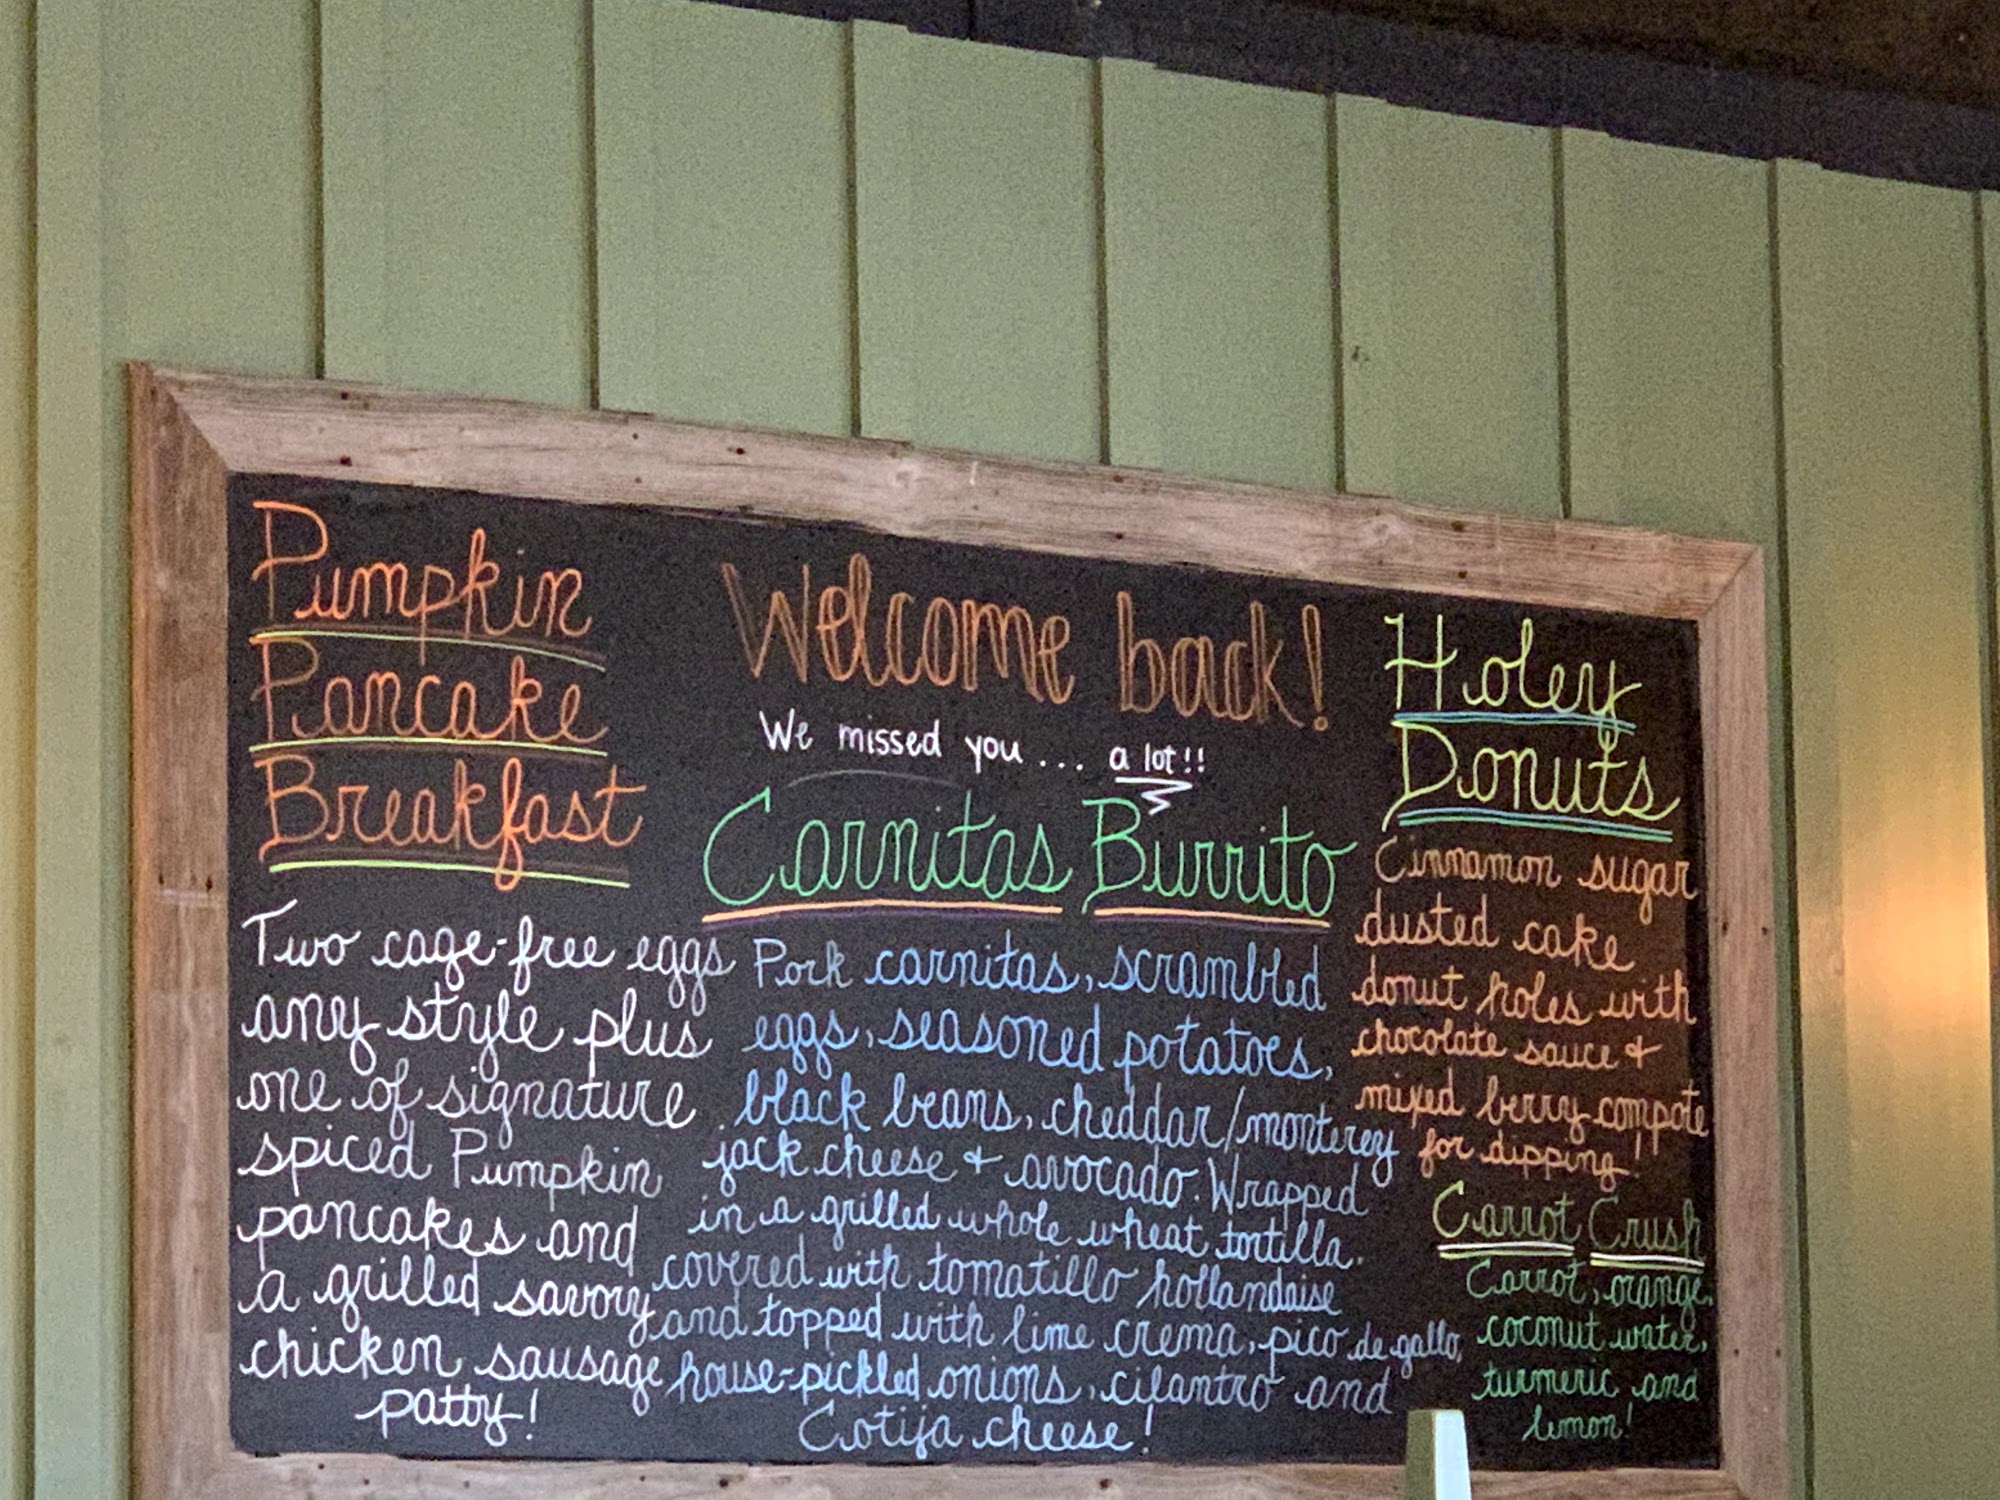 Pumpkin
Pancake
Breakfast
Two cage-free eggs
any style plus
one of signature
spiced Pumpkin
pancakes and
a grilled savory
chicken sausage
patty!
Welcome back!
We missed you... a lot!!
Carnitas Burrito
Pork carnitas, scrambled
eggs, seasoned potatoes,
black beans, cheddar/monterey
jack cheese + avocado. Wrapped
in a grilled whole wheat tortilla.
covered with tomatillo hollandaise
and topped with lime crema, pico de gallo,
house-pickled onions, cilantro and
Cotija cheese!
Holey
Donuts
Cinnamon sugar
dusted cake
donut holes with
chocolate sauce +
mixed berry compote
for dipping!
Carrot Crush
Carrot, orange,
coconut water,
turmeric and
lemon!